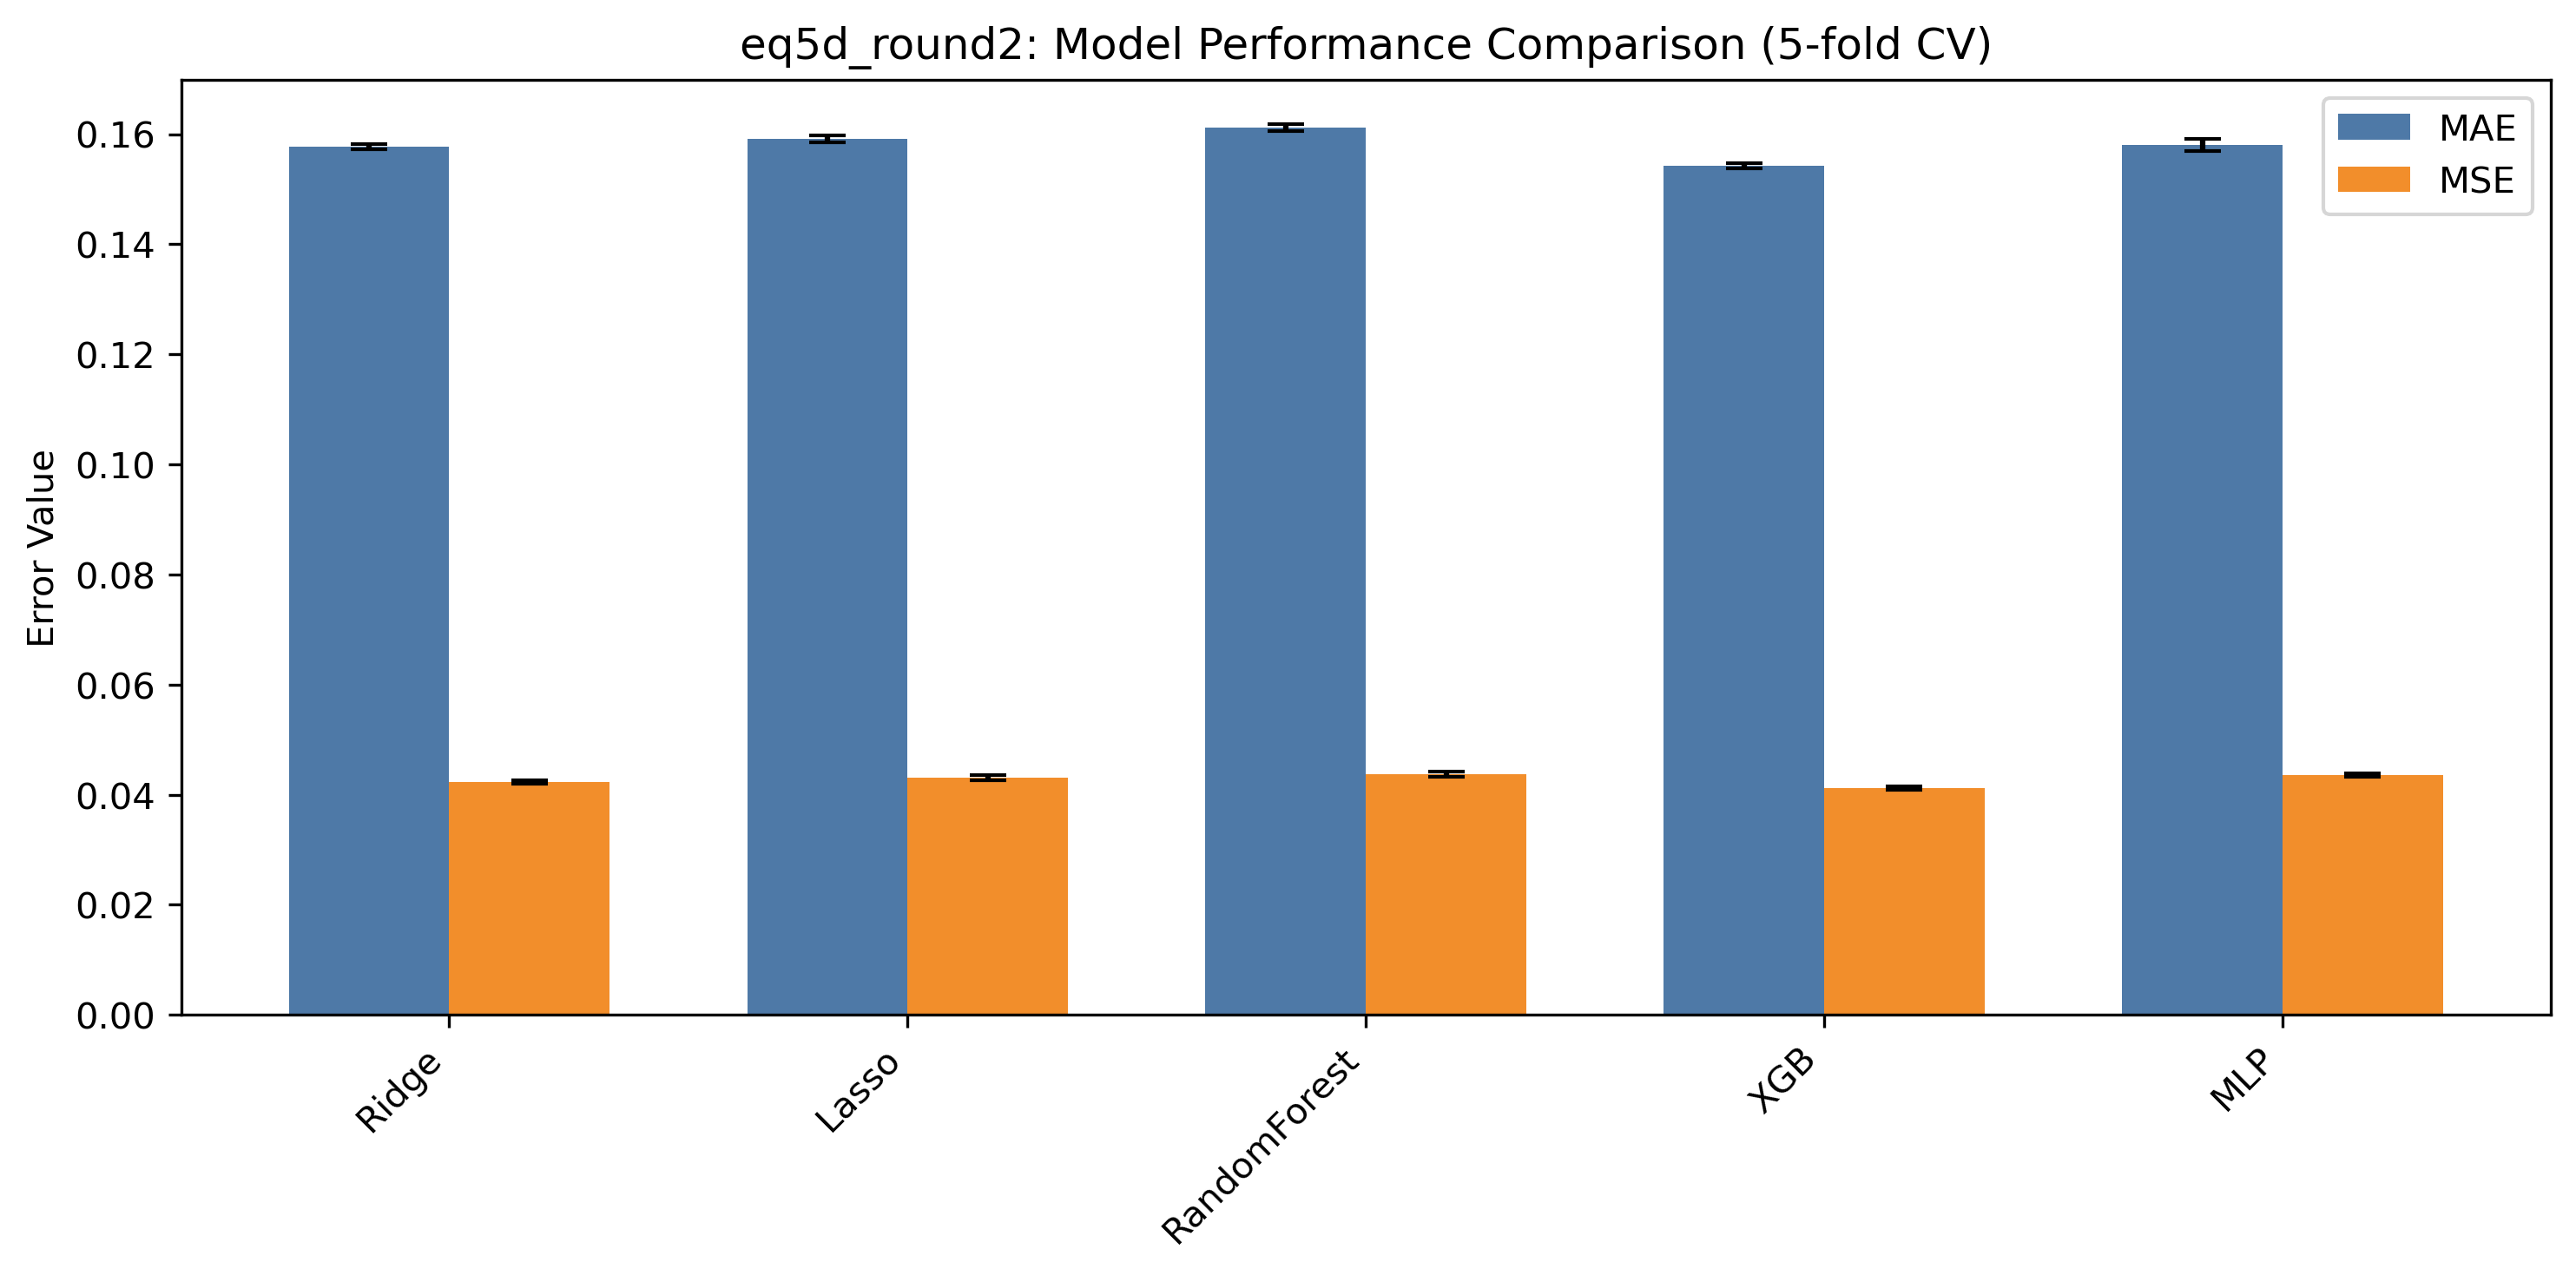 eq5d_round2: Model Performance Comparison (5-fold CV)
MAE
MSE
Error Value
0.16
0.14
0.12
0.10
0.08
0.06
0.04
0.02
0.00
Ridge
Lasso
RandomForest
XGB
MLP